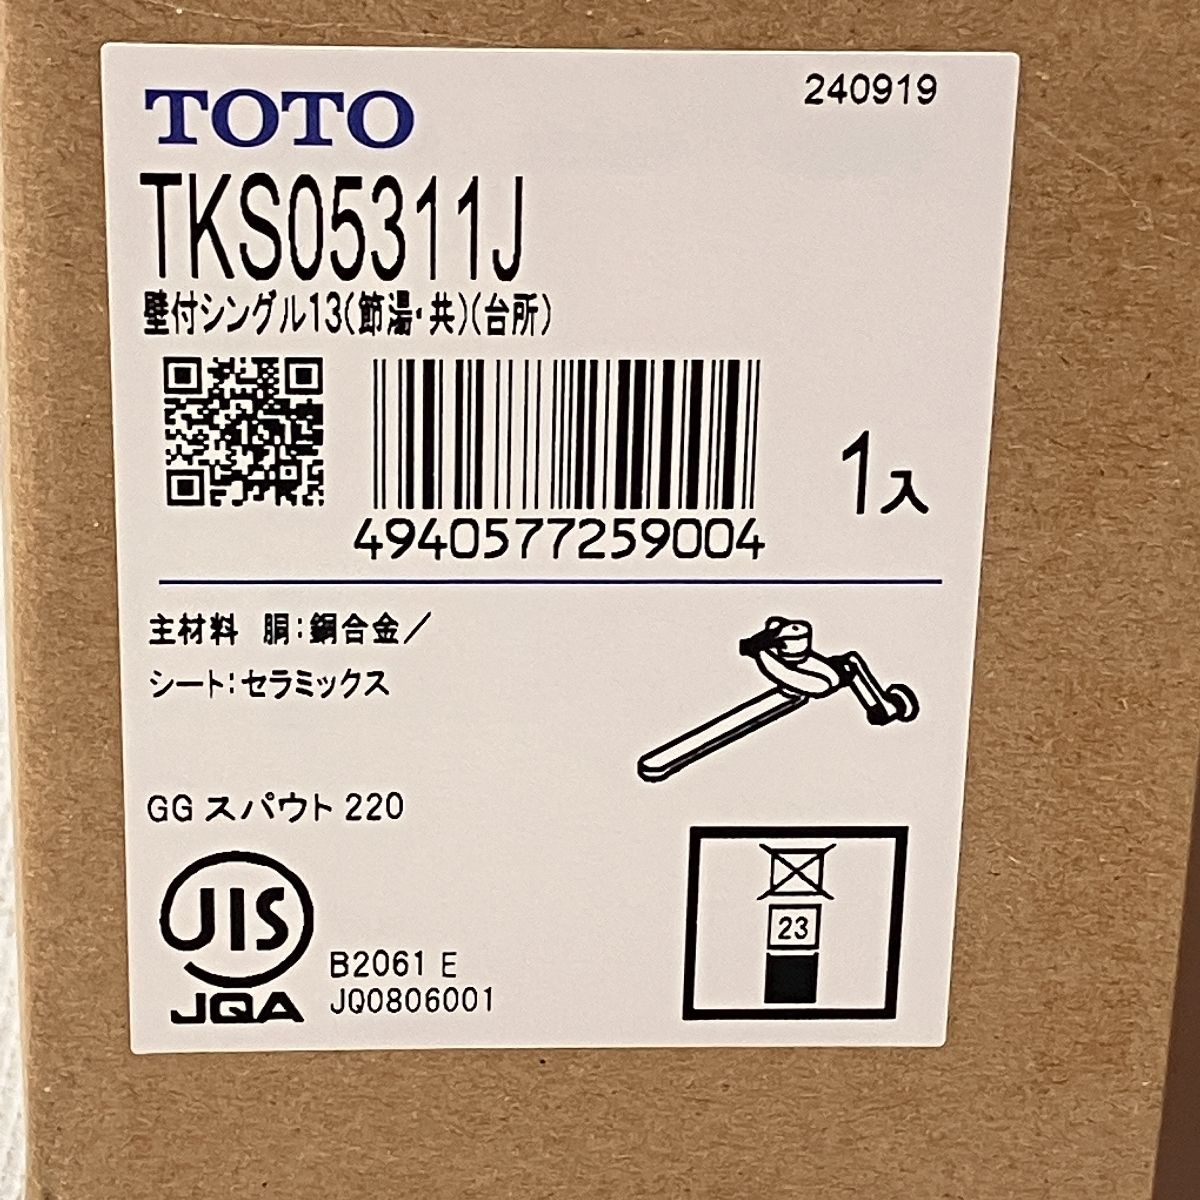 TOTO
240919
TKS05311J
壁付シングル13(節湯・共)(台所)
4940577259004
1入
主材料 胴:銅合金/
シート:セラミックス
GG スパウト 220
JIS
JQA
B2061 E
JQ0806001
23